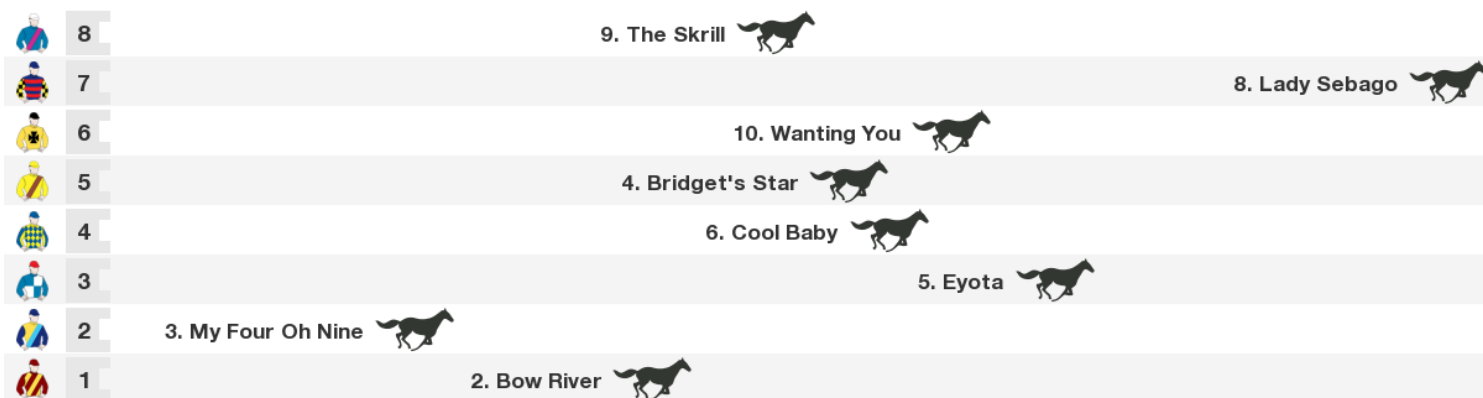 8 9. The Skrill
7 8. Lady Sebago
6 10. Wanting You
5 4. Bridget's Star
4 6. Cool Baby
3 5. Eyota
2 3. My Four Oh Nine
1 2. Bow River